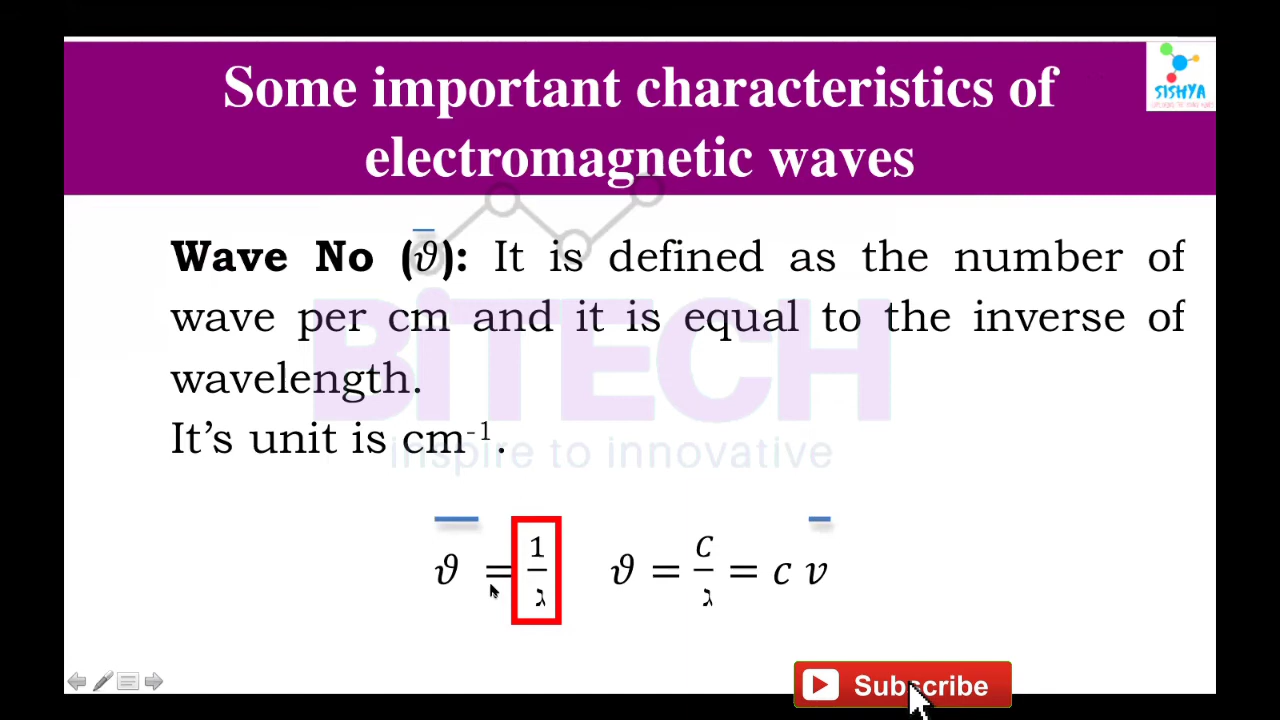 Some important characteristics of
electromagnetic waves
SISHYA
Wave No (ϑ̅): It is defined as the number of
wave per cm and it is equal to the inverse of
wavelength.
It’s unit is cm⁻¹.
BiTECH
inspire to innovative
ϑ̅ = 1/ג ϑ = C/ג = c v̅
Subscribe